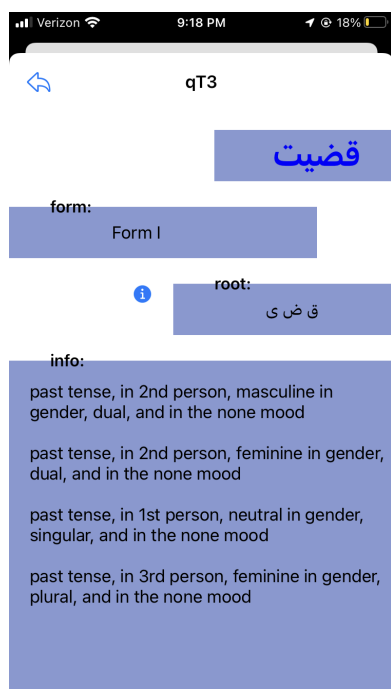 Verizon 9:18 PM 18%
qT3
قضيت
form:
Form I
root:
ق ض ى
info:
past tense, in 2nd person, masculine in
gender, dual, and in the none mood
past tense, in 2nd person, feminine in gender,
dual, and in the none mood
past tense, in 1st person, neutral in gender,
singular, and in the none mood
past tense, in 3rd person, feminine in gender,
plural, and in the none mood